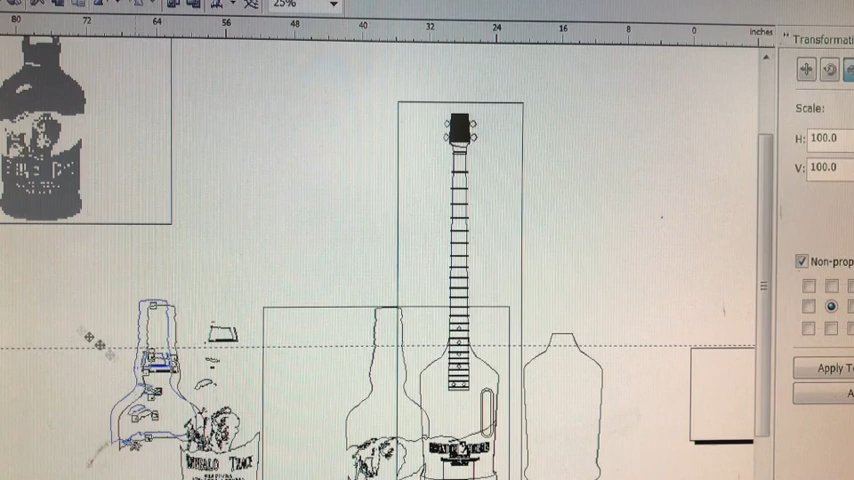 25%
80 72 64 56 48 40 32 24 16 8 0 inches
Transformati
Scale:
H: 100.0
V: 100.0
Non-prop
Apply T
BUFFALO TRACE